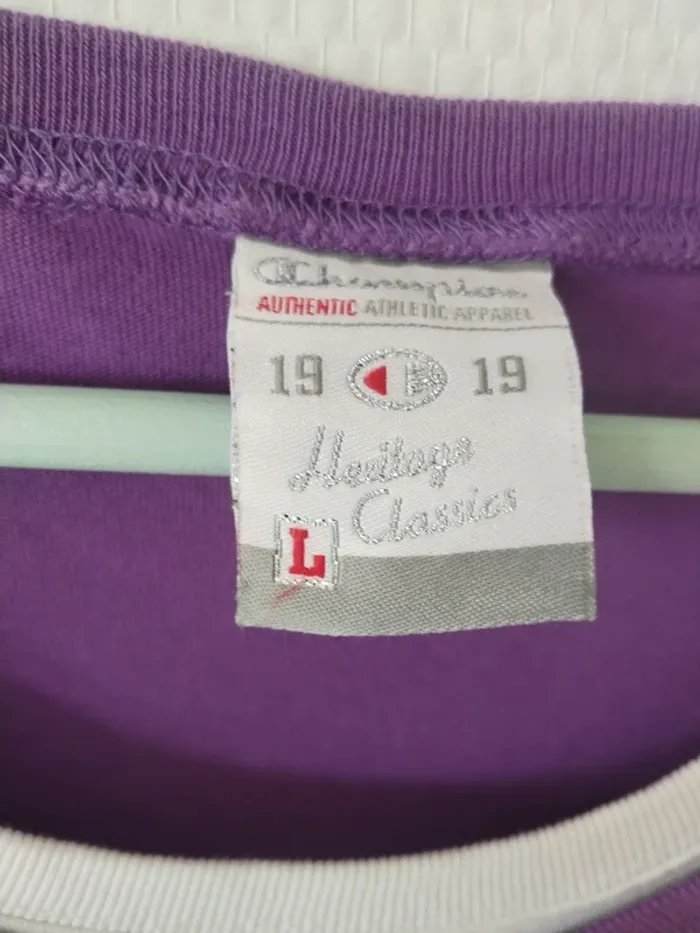 Champion
AUTHENTIC ATHLETIC APPAREL
19 19
Heritage
Classics
L